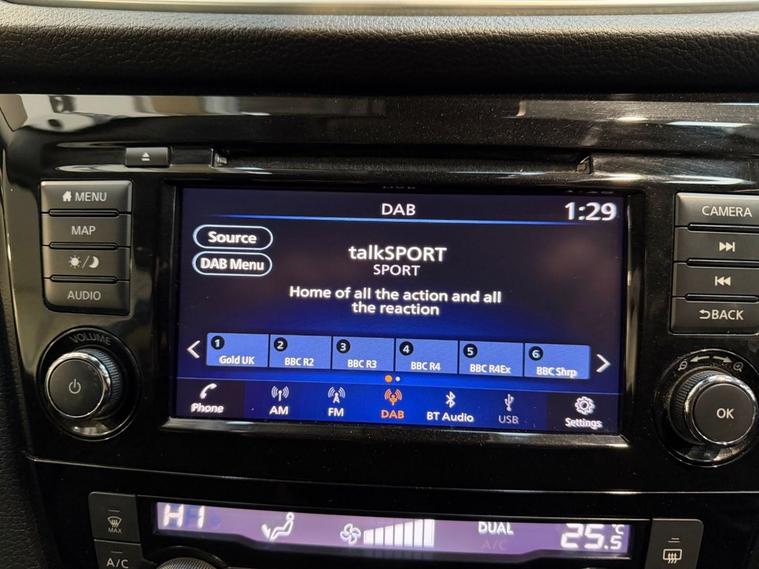 MENU
MAP
AUDIO
VOLUME
DAB
1:29
Source
DAB Menu
talkSPORT
SPORT
Home of all the action and all
the reaction
1 Gold UK
2 BBC R2
3 BBC R3
4 BBC R4
5 BBC R4Ex
6 BBC Shrp
Phone
AM
FM
DAB
BT Audio
USB
Settings
CAMERA
BACK
OK
MAX
A/C
HI
DUAL
A/C
25.5 °C